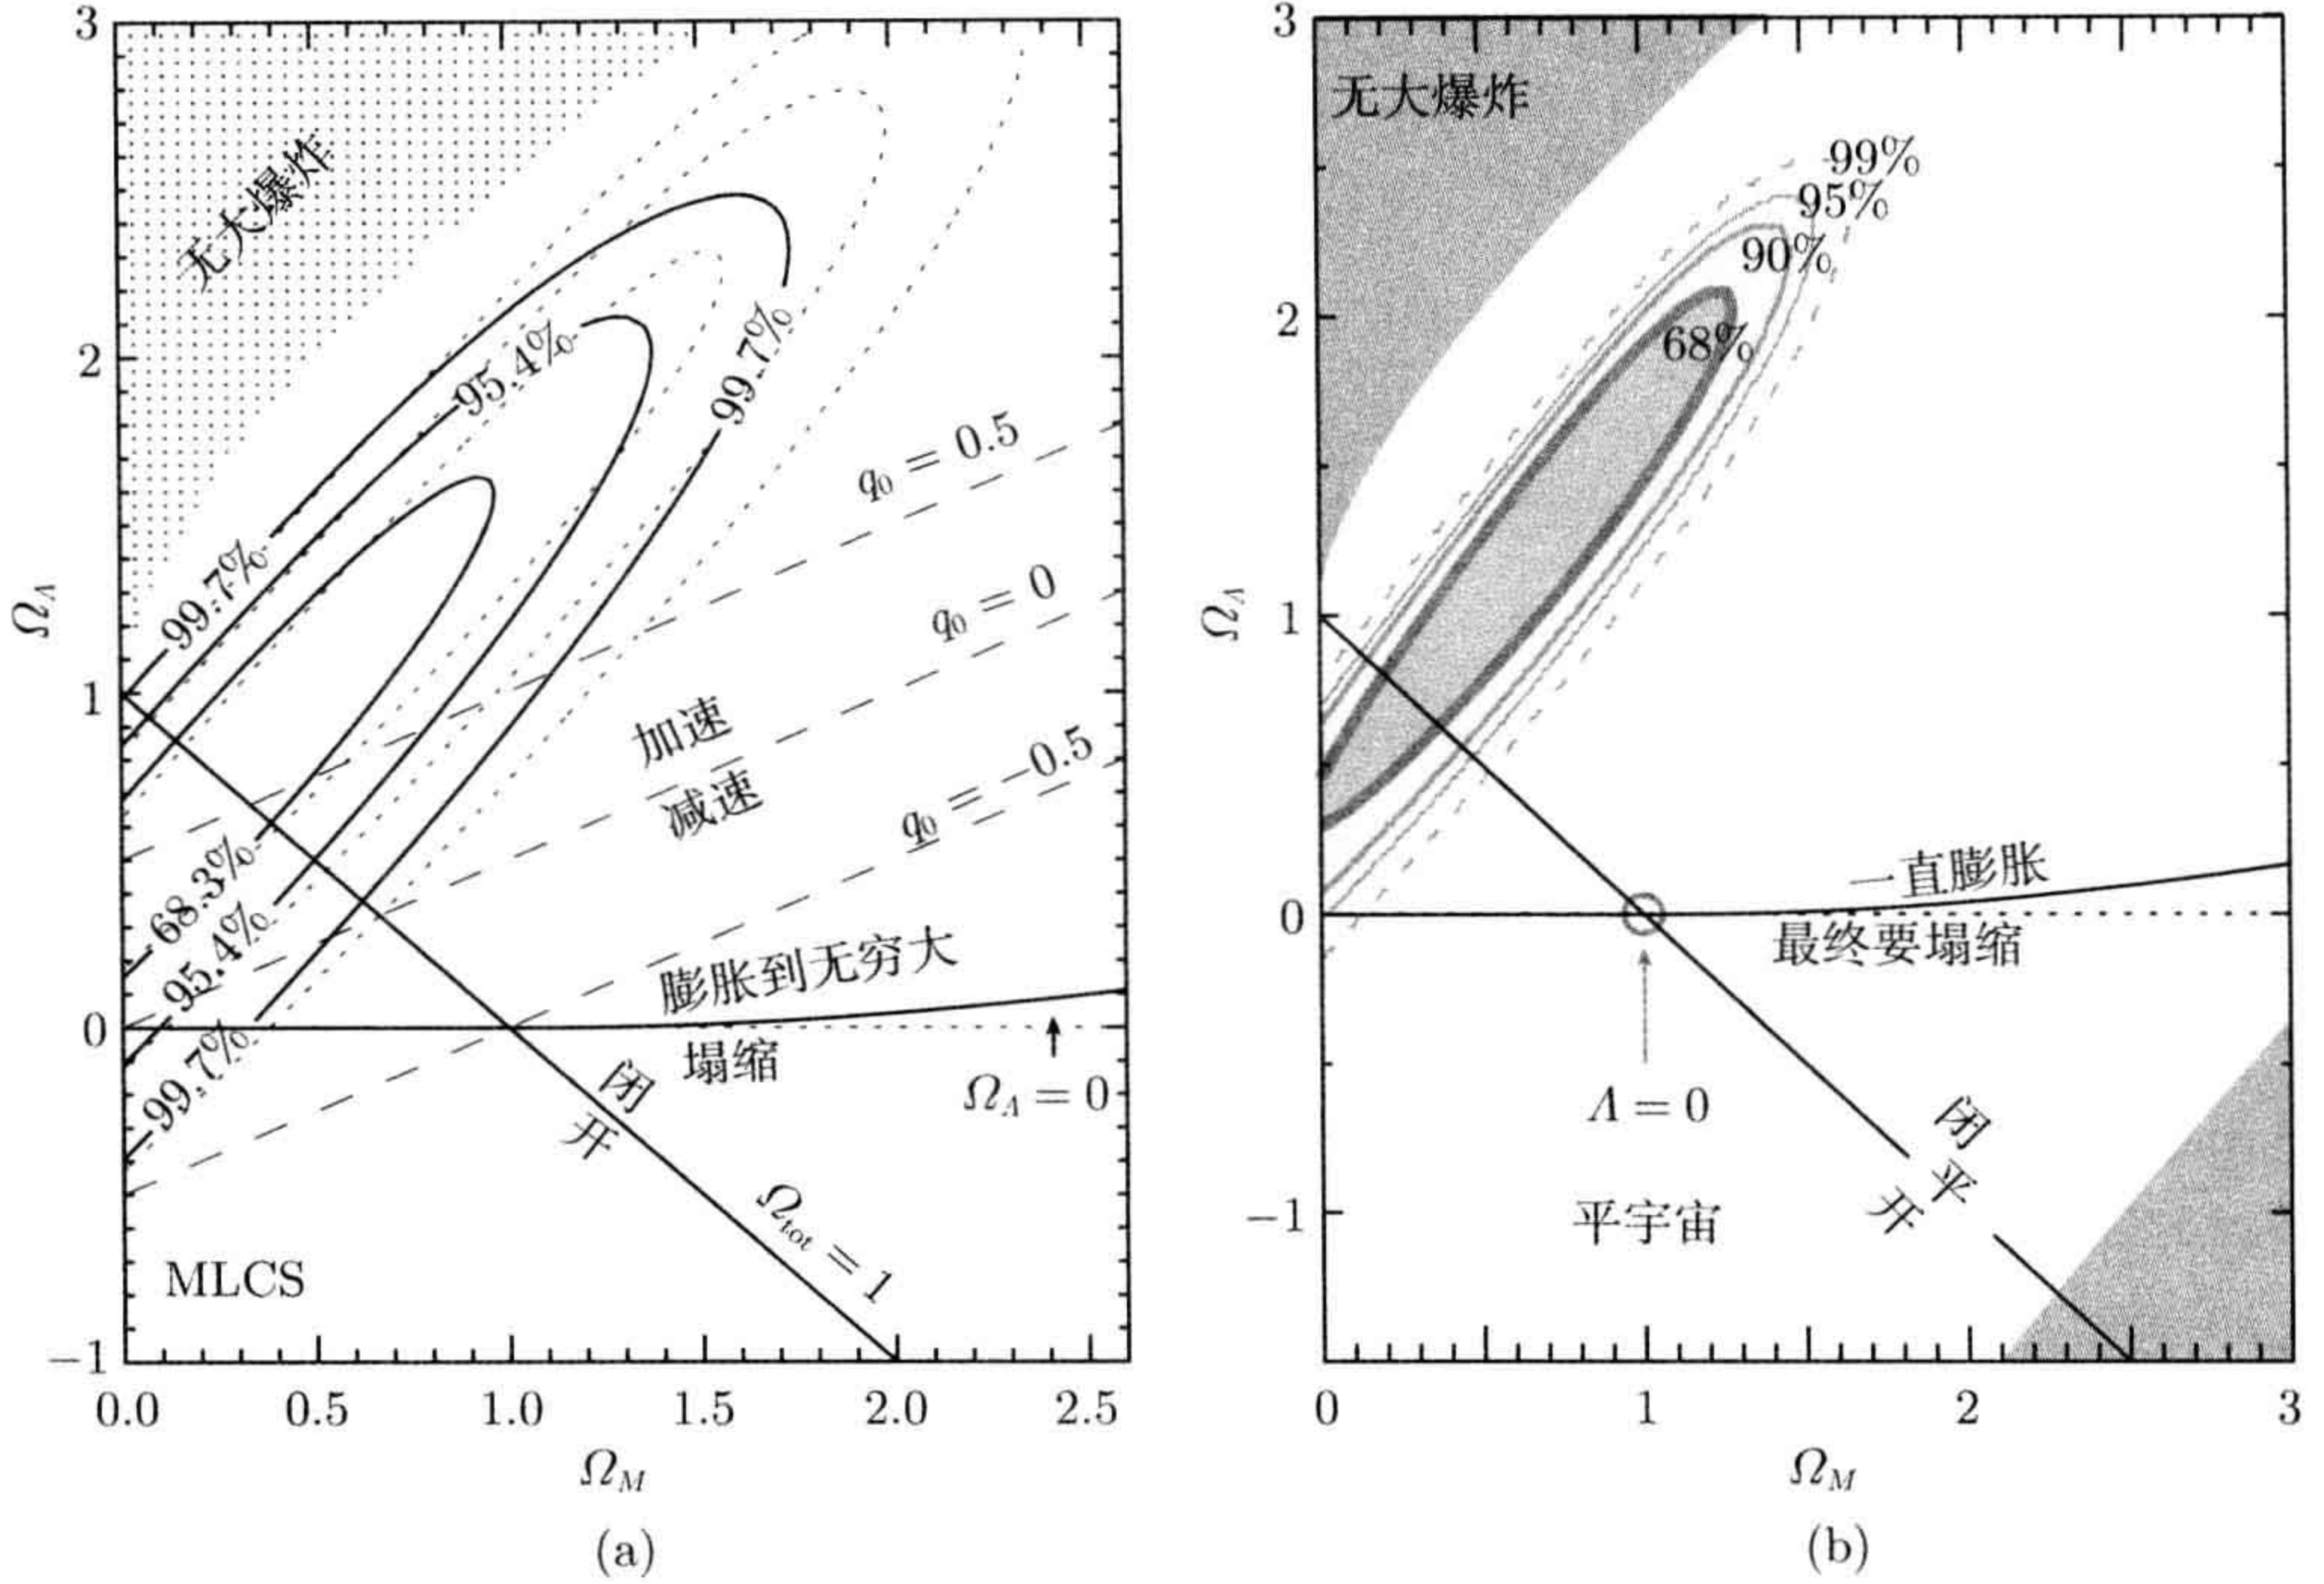 3
2
1
0
−1
Ω_Λ
无大爆炸
99.7%
95.4%
99.7%
68.3%
95.4%
99.7%
q₀ = 0.5
q₀ = 0
加速
减速
q₀ = −0.5
膨胀到无穷大
塌缩
Ω_Λ = 0
闭
开
Ω_tot = 1
MLCS
0.0 0.5 1.0 1.5 2.0 2.5
Ω_M
(a)
3
2
1
0
−1
Ω_Λ
无大爆炸
99%
95%
90%
68%
一直膨胀
最终要塌缩
Λ = 0
平宇宙
闭
平
开
0 1 2 3
Ω_M
(b)